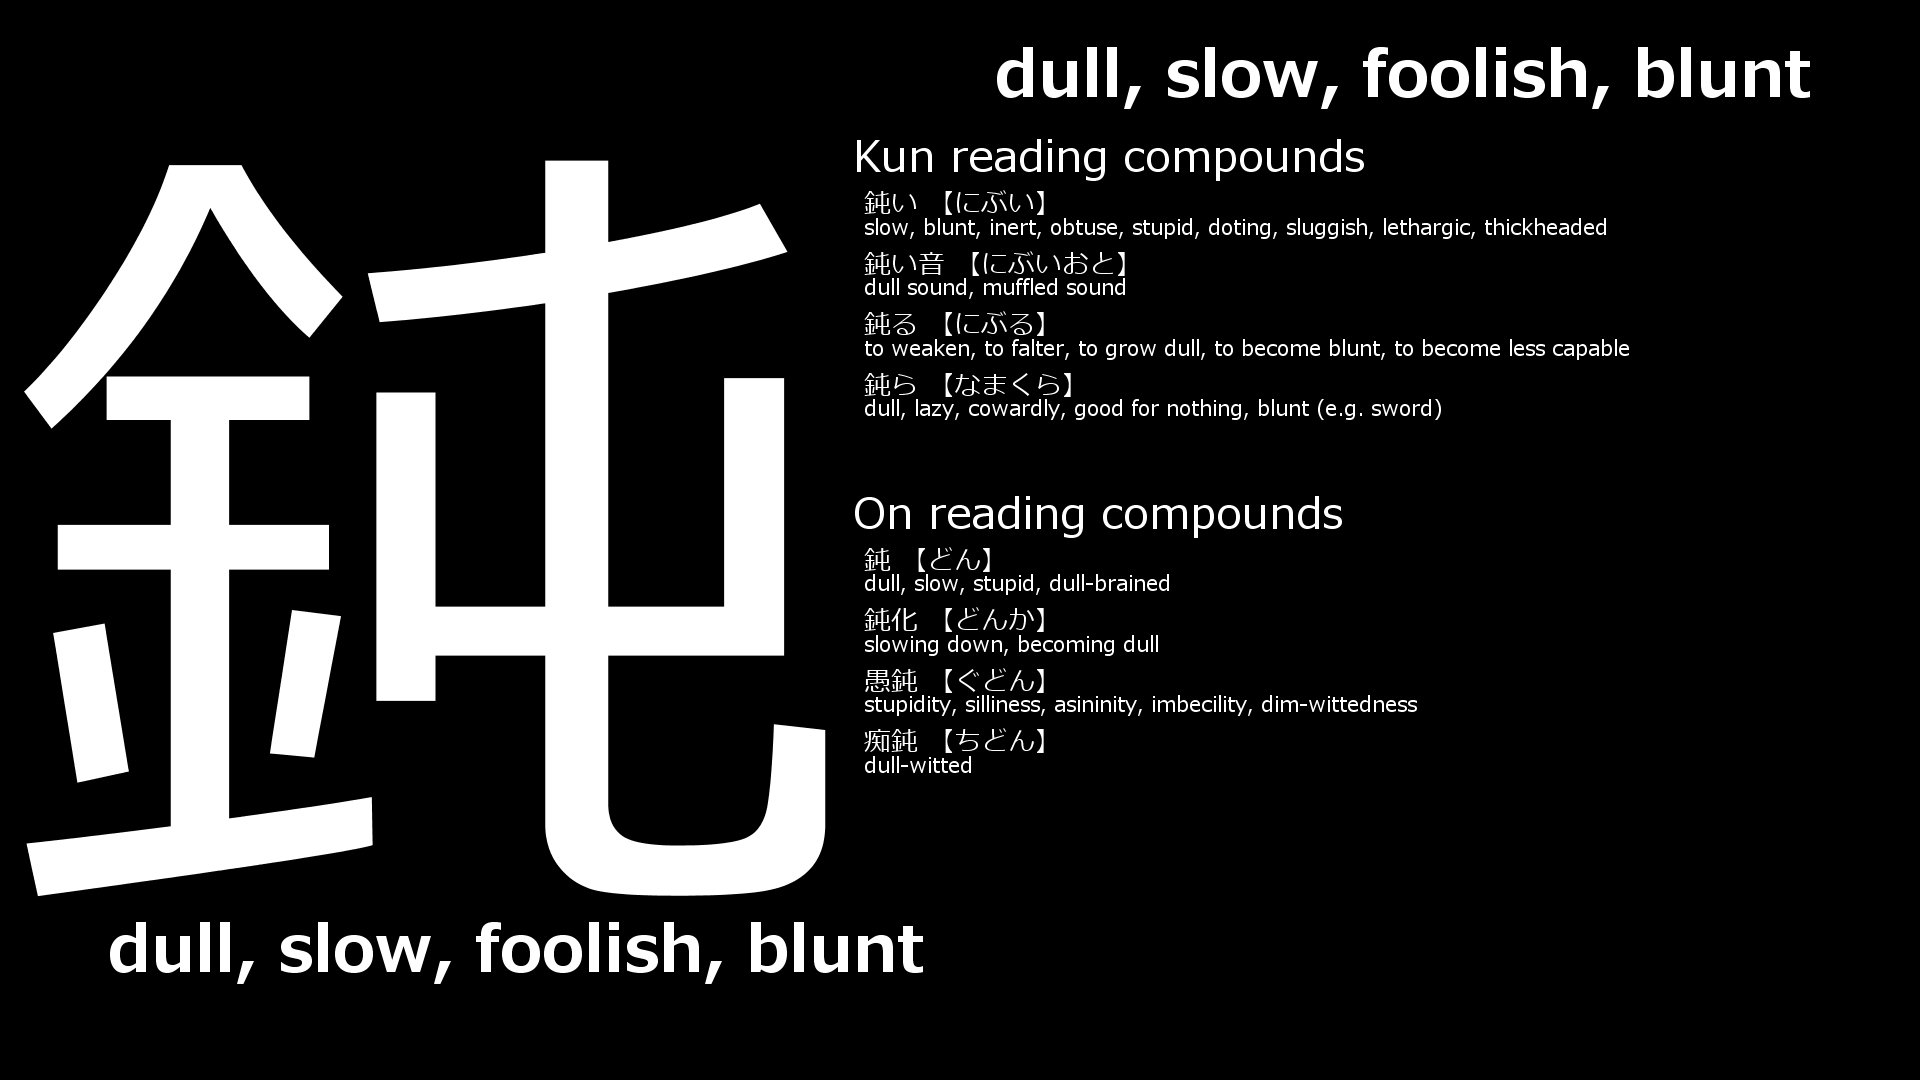 dull, slow, foolish, blunt
鈍
Kun reading compounds
鈍い 【にぶい】
slow, blunt, inert, obtuse, stupid, doting, sluggish, lethargic, thickheaded
鈍い音 【にぶいおと】
dull sound, muffled sound
鈍る 【にぶる】
to weaken, to falter, to grow dull, to become blunt, to become less capable
鈍ら 【なまくら】
dull, lazy, cowardly, good for nothing, blunt (e.g. sword)
On reading compounds
鈍 【どん】
dull, slow, stupid, dull-brained
鈍化 【どんか】
slowing down, becoming dull
愚鈍 【ぐどん】
stupidity, silliness, asininity, imbecility, dim-wittedness
痴鈍 【ちどん】
dull-witted
dull, slow, foolish, blunt